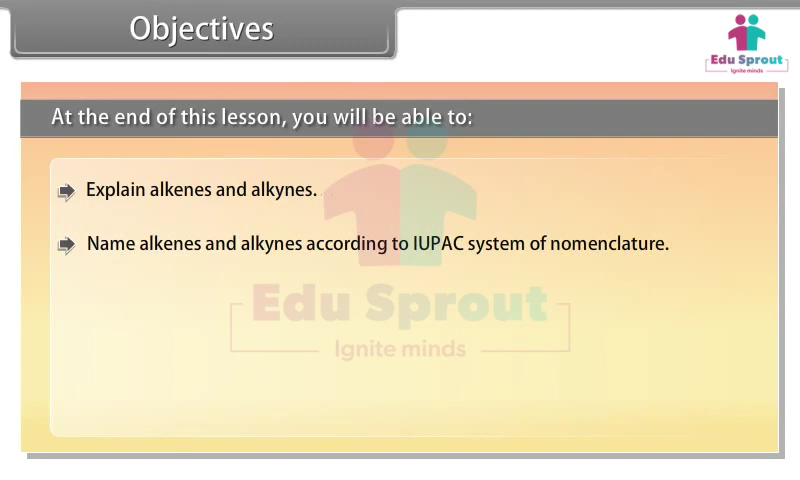 Objectives
Edu Sprout
Ignite minds
At the end of this lesson, you will be able to:
Explain alkenes and alkynes.
Name alkenes and alkynes according to IUPAC system of nomenclature.
Edu Sprout
Ignite minds